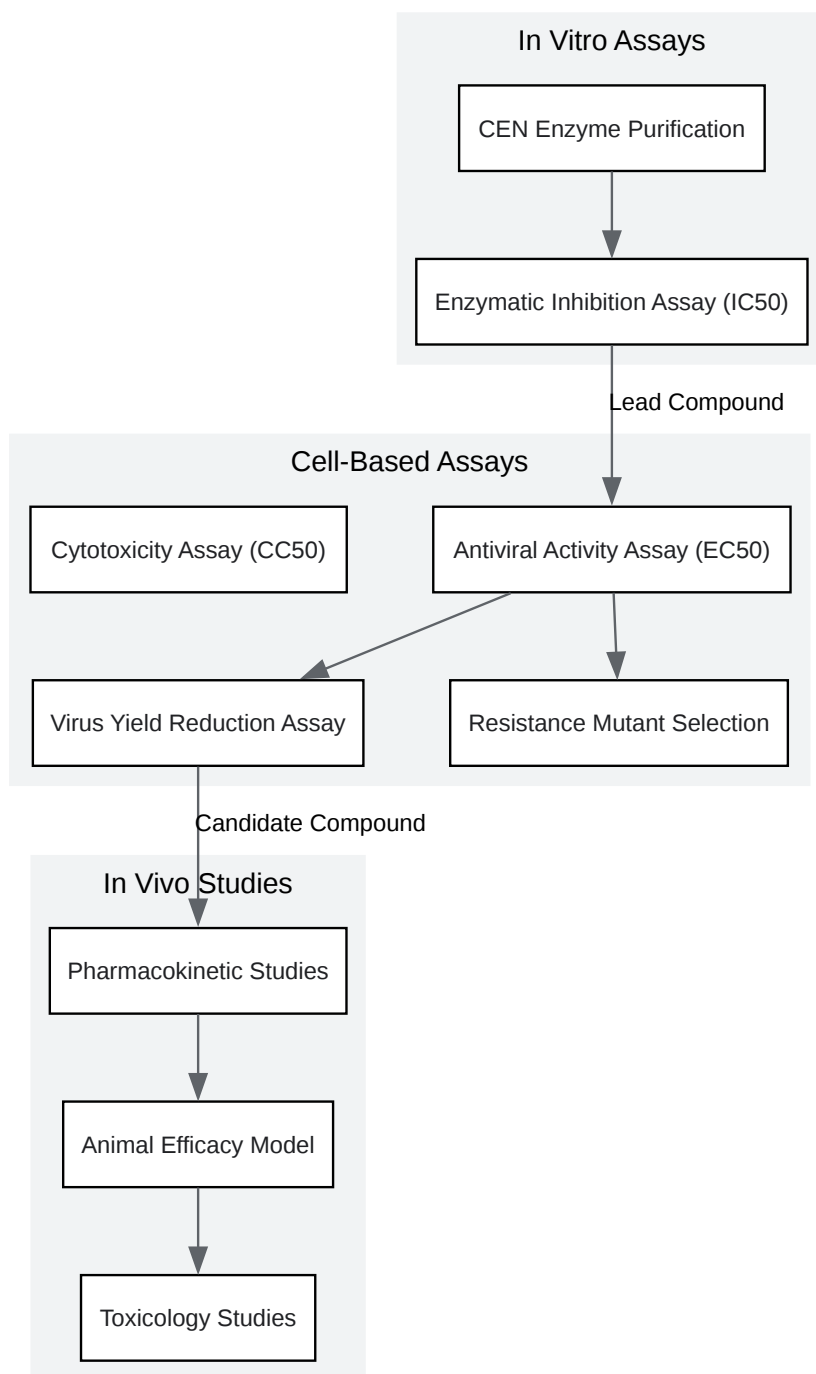 In Vitro Assays
CEN Enzyme Purification
Enzymatic Inhibition Assay (IC50)
Lead Compound
Cell-Based Assays
Cytotoxicity Assay (CC50)
Antiviral Activity Assay (EC50)
Virus Yield Reduction Assay
Resistance Mutant Selection
Candidate Compound
In Vivo Studies
Pharmacokinetic Studies
Animal Efficacy Model
Toxicology Studies